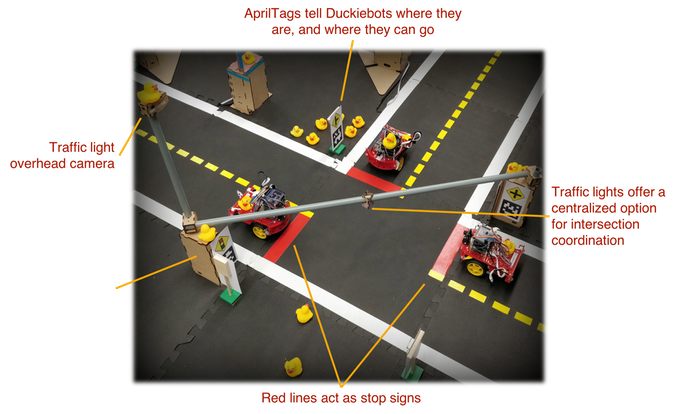 AprilTags tell Duckiebots where they
are, and where they can go
Traffic light
overhead camera
Traffic lights offer a
centralized option
for intersection
coordination
Red lines act as stop signs